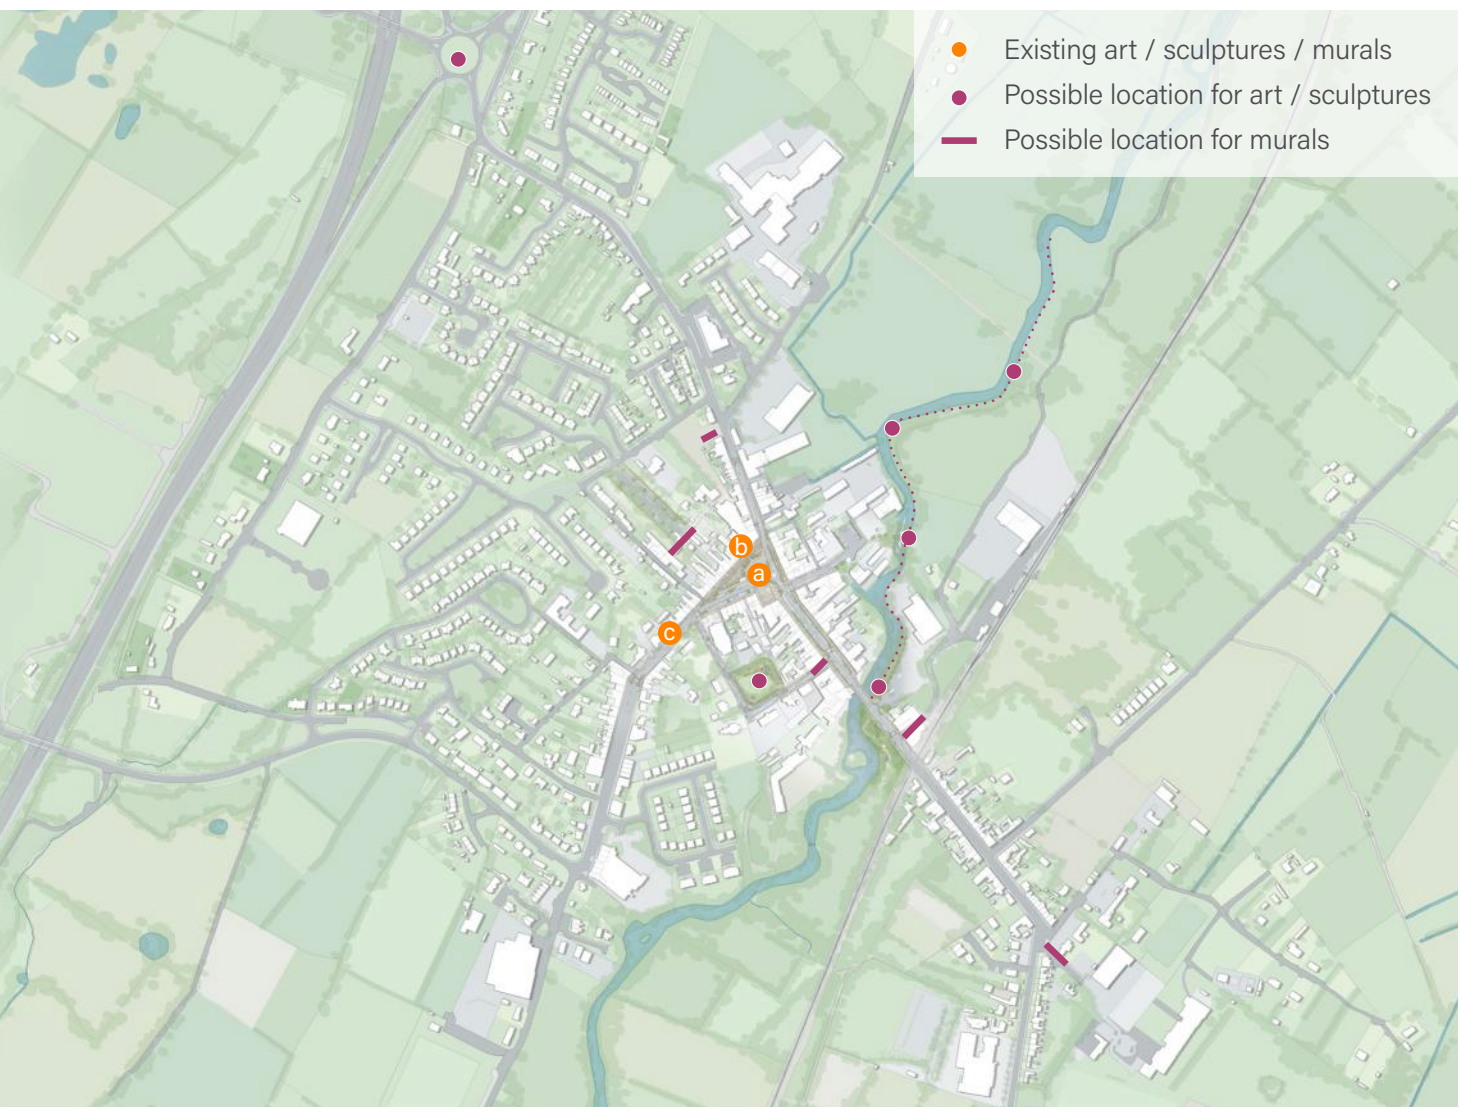 Existing art / sculptures / murals
Possible location for art / sculptures
Possible location for murals
b
a
c